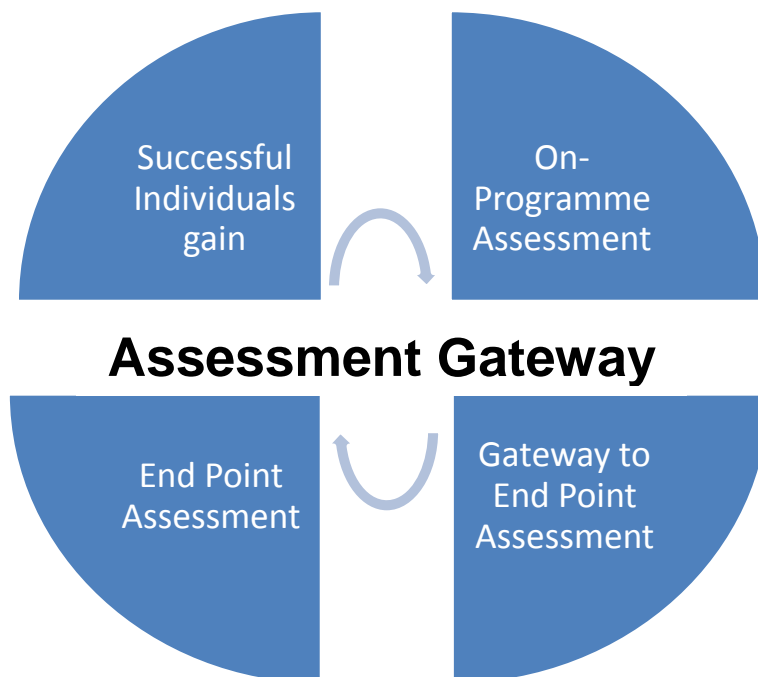 Successful
Individuals
gain
On-
Programme
Assessment
Assessment Gateway
End Point
Assessment
Gateway to
End Point
Assessment